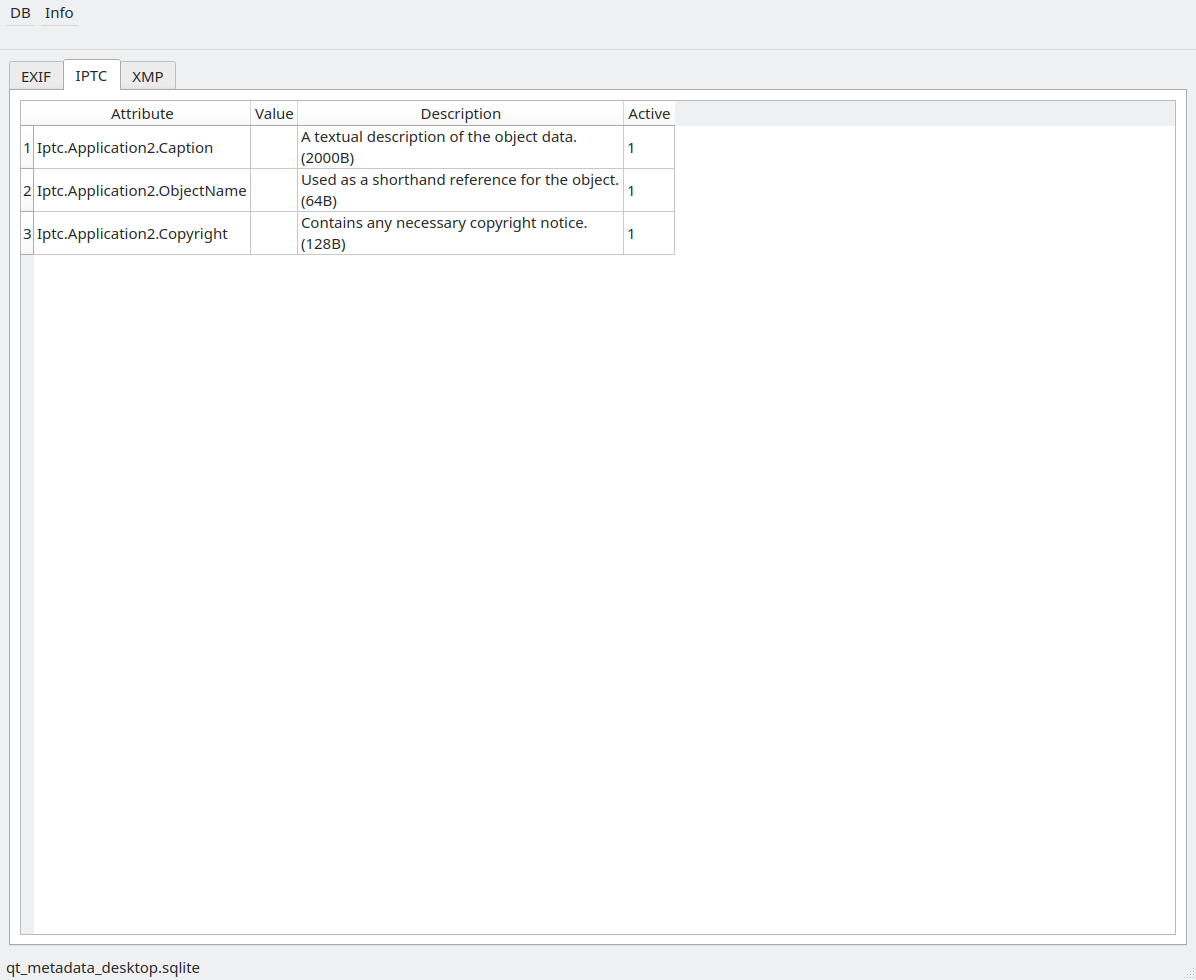 DB Info
EXIF IPTC XMP
Attribute Value Description Active
1 Iptc.Application2.Caption A textual description of the object data. 1
(2000B)
2 Iptc.Application2.ObjectName Used as a shorthand reference for the object. 1
(64B)
3 Iptc.Application2.Copyright Contains any necessary copyright notice. 1
(128B)
qt_metadata_desktop.sqlite